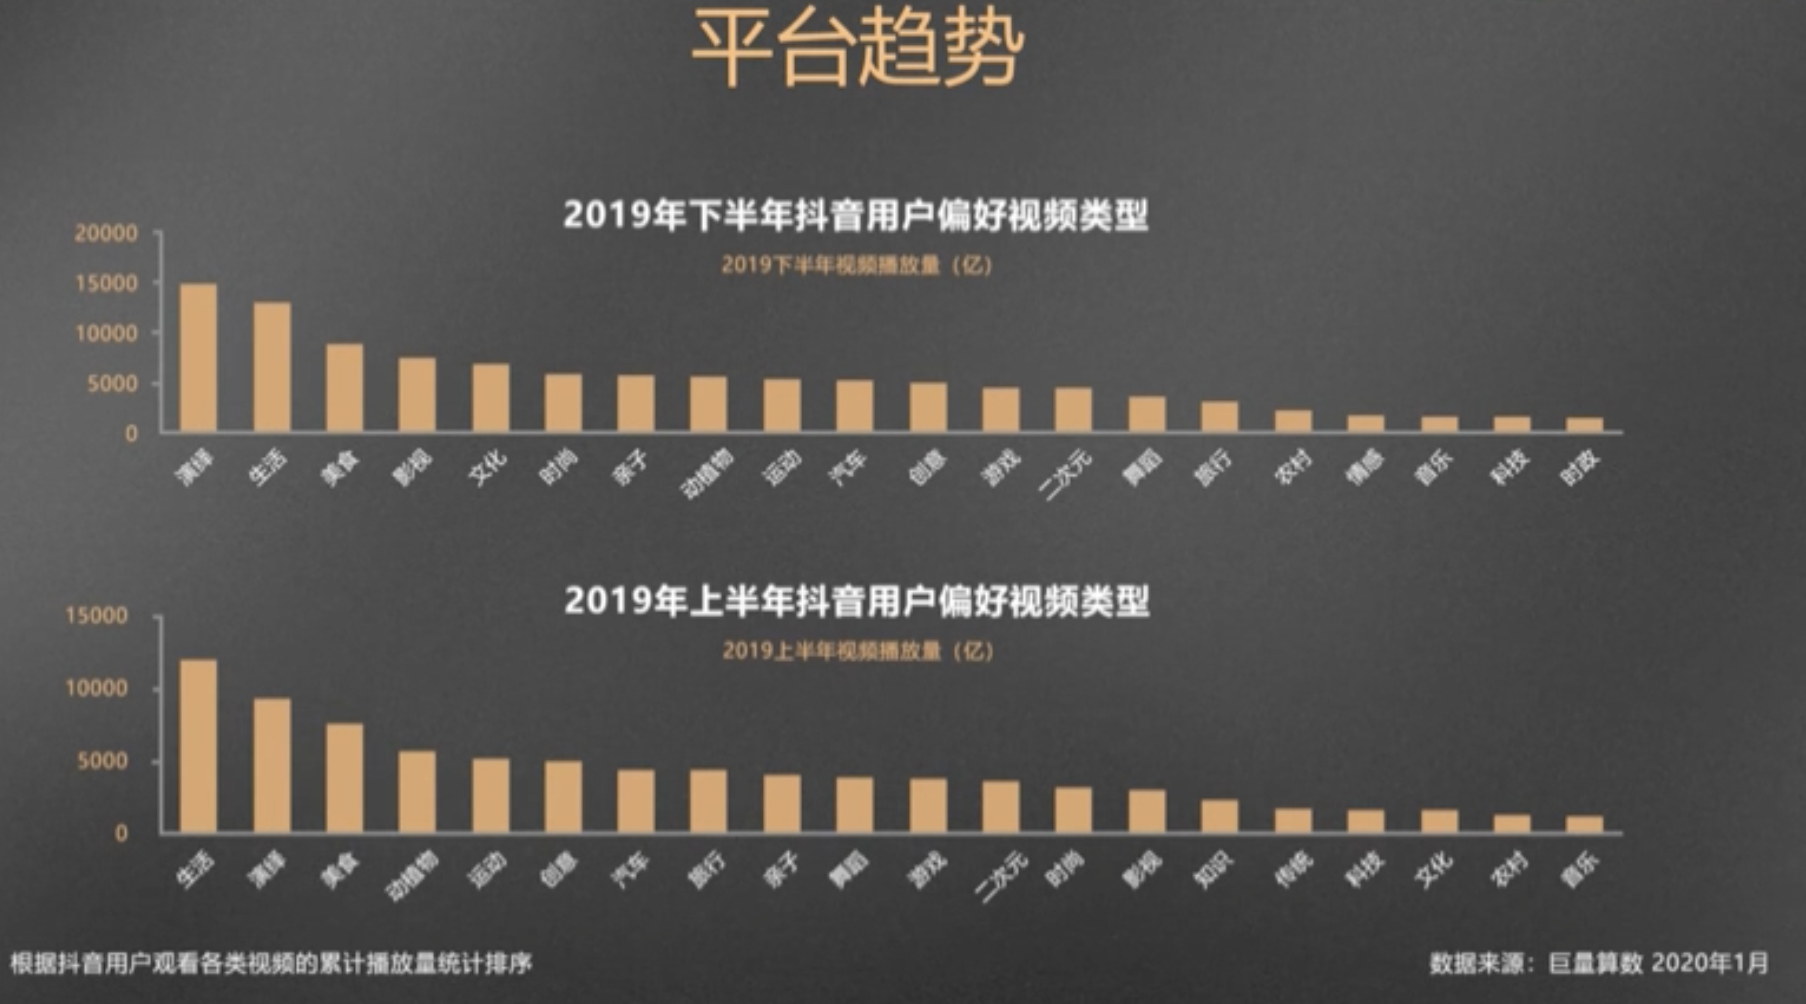 平台趋势
2019年下半年抖音用户偏好视频类型
2019下半年视频播放量（亿）
20000
15000
10000
5000
0
演绎 生活 美食 影视 文化 时尚 亲子 动植物 运动 汽车 创意 游戏 二次元 舞蹈 旅行 农村 情感 音乐 科技 时政
2019年上半年抖音用户偏好视频类型
2019上半年视频播放量（亿）
15000
10000
5000
0
生活 演绎 美食 动植物 运动 创意 汽车 旅行 亲子 舞蹈 游戏 二次元 时尚 影视 知识 传统 科技 文化 农村 音乐
根据抖音用户观看各类视频的累计播放量统计排序
数据来源：巨量算数 2020年1月